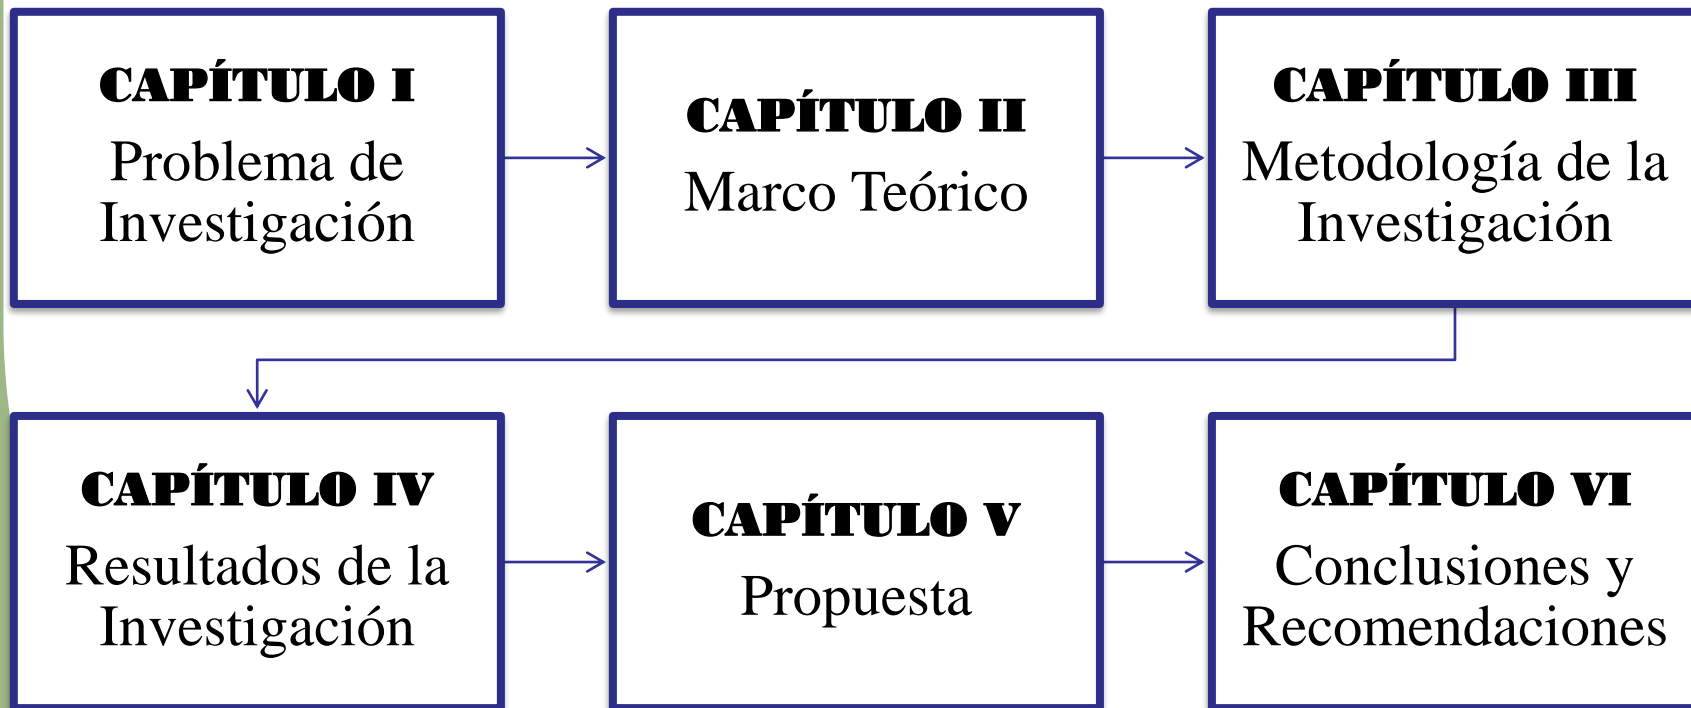 CAPÍTULO I
Problema de
Investigación
CAPÍTULO II
Marco Teórico
CAPÍTULO III
Metodología de la
Investigación
CAPÍTULO IV
Resultados de la
Investigación
CAPÍTULO V
Propuesta
CAPÍTULO VI
Conclusiones y
Recomendaciones